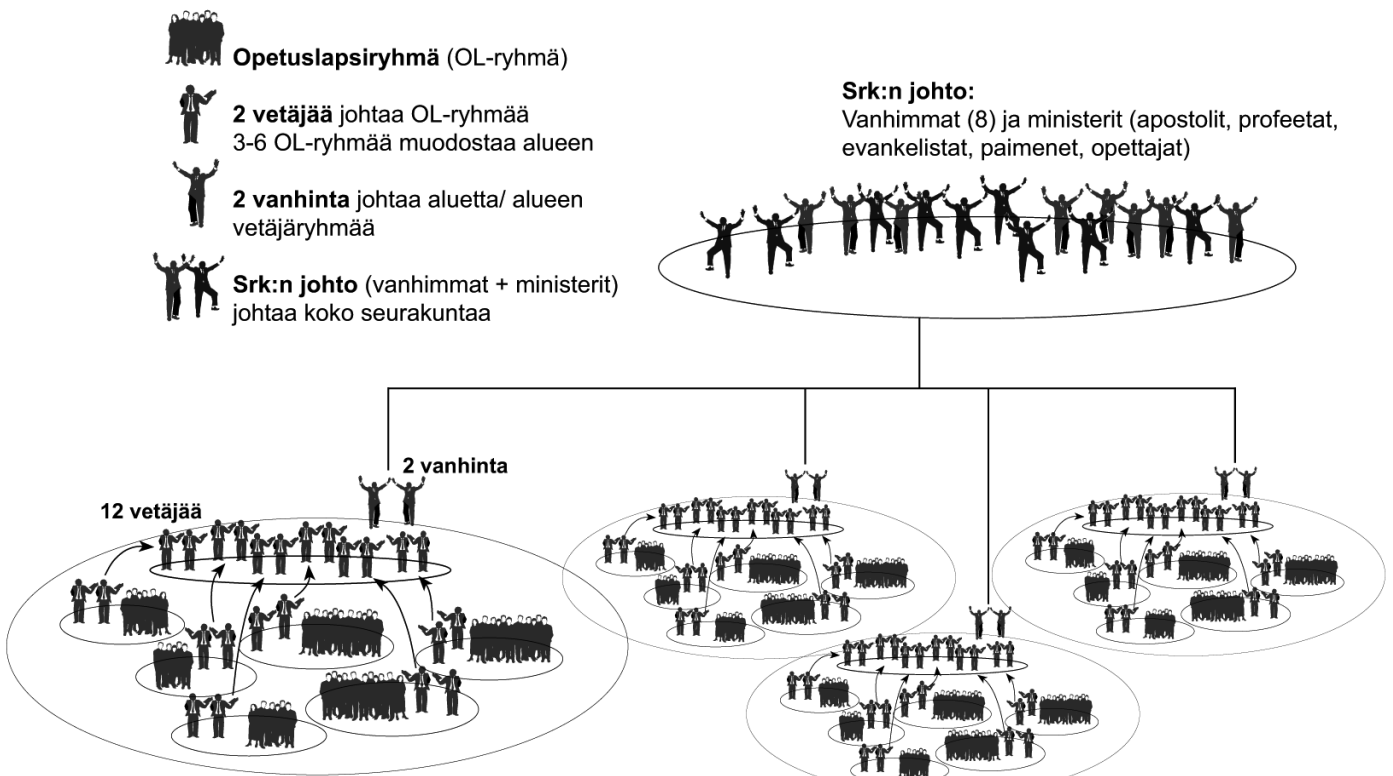 Opetuslapsiryhmä (OL-ryhmä)
2 vetäjää johtaa OL-ryhmää
3-6 OL-ryhmää muodostaa alueen
2 vanhinta johtaa aluetta/ alueen
vetäjäryhmää
Srk:n johto (vanhimmat + ministerit)
johtaa koko seurakuntaa
Srk:n johto:
Vanhimmat (8) ja ministerit (apostolit, profeetat,
evankelistat, paimenet, opettajat)
2 vanhinta
12 vetäjää